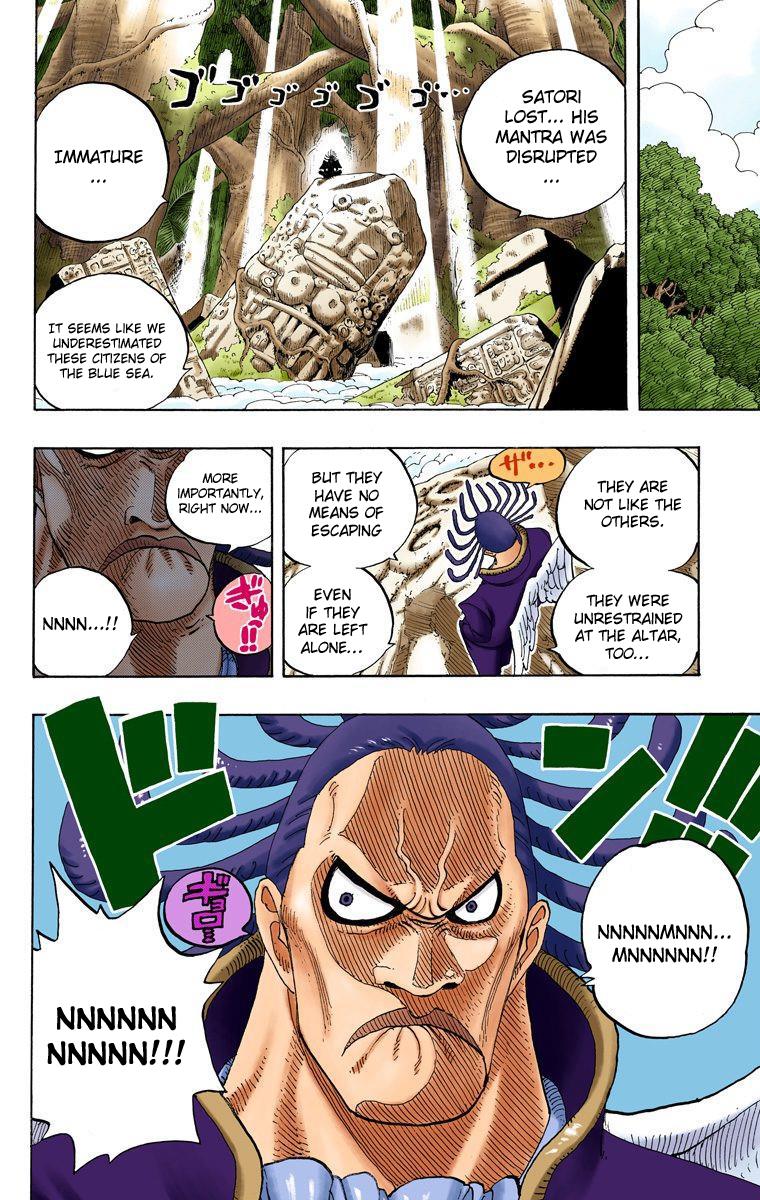 SATORI
LOST... HIS
MANTRA WAS
DISRUPTED
...
ゴゴゴゴゴゴ...
IMMATURE
...
IT SEEMS LIKE WE
UNDERESTIMATED
THESE CITIZENS OF
THE BLUE SEA.
THEY ARE
NOT LIKE THE
OTHERS.
THEY WERE
UNRESTRAINED
AT THE ALTAR,
TOO...
ザ...
BUT THEY
HAVE NO
MEANS OF
ESCAPING
EVEN
IF THEY
ARE LEFT
ALONE...
MORE
IMPORTANTLY,
RIGHT NOW...
ぎゅっ!!
NNNN...!!
ドン!!
NNNNNMNNN...
MNNNNNN!!
ギョロ!!
NNNNNN
NNNNN!!!